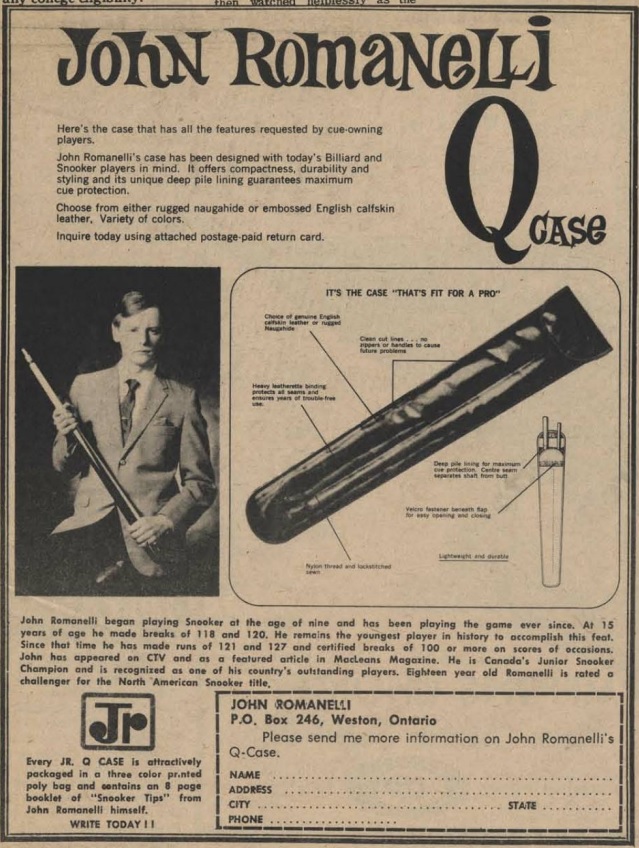 any college eligibility.
then watched helplessly as the
John Romanelli
Q CASE
Here's the case that has all the features requested by cue-owning
players.
John Romanelli's case has been designed with today's Billiard and
Snooker players in mind. It offers compactness, durability and
styling and its unique deep pile lining guarantees maximum
cue protection.
Choose from either rugged naugahide or embossed English calfskin
leather, Variety of colors.
Inquire today using attached postage-paid return card.
IT'S THE CASE "THAT'S FIT FOR A PRO"
Choice of genuine English
calfskin leather or rugged
Naugahide
Clean cut lines . . . no
zippers or handles to cause
future problems
Heavy leatherette binding
protects all seams and
ensures years of trouble-free
use.
Deep pile lining for maximum
cue protection. Centre seam
separates shaft from butt
Velcro fastener beneath flap
for easy opening and closing
Lightweight and durable
Nylon thread and lockstitched
sewn
John Romanelli began playing Snooker at the age of nine and has been playing the game ever since. At 15
years of age he made breaks of 118 and 120. He remains the youngest player in history to accomplish this feat.
Since that time he has made runs of 121 and 127 and certified breaks of 100 or more on scores of occasions.
John has appeared on CTV and as a featured article in MacLeans Magazine. He is Canada's Junior Snooker
Champion and is recognized as one of his country's outstanding players. Eighteen year old Romanelli is rated a
challenger for the North American Snooker title.
Jr
Every JR. Q CASE is attractively
packaged in a three color printed
poly bag and contains an 8 page
booklet of "Snooker Tips" from
John Romanelli himself.
WRITE TODAY ! !
JOHN ROMANELLI
P.O. Box 246, Weston, Ontario
Please send me more information on John Romanelli's
Q-Case.
NAME
ADDRESS
CITY STATE
PHONE